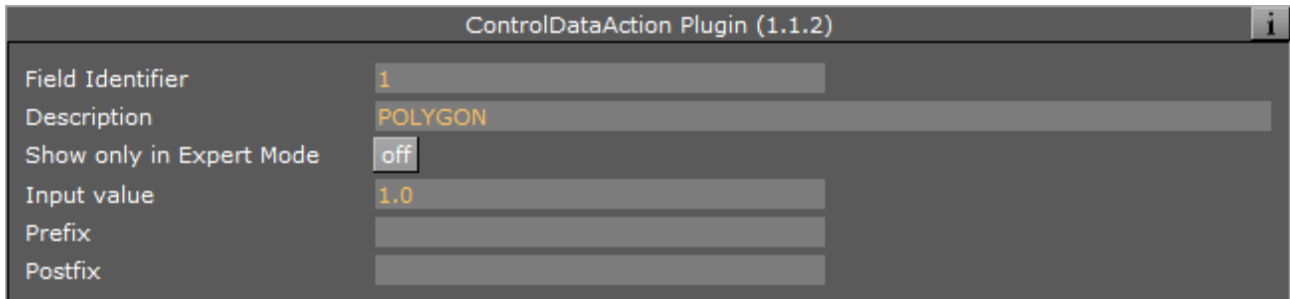 ControlDataAction Plugin (1.1.2) i
Field Identifier 1
Description POLYGON
Show only in Expert Mode off
Input value 1.0
Prefix
Postfix